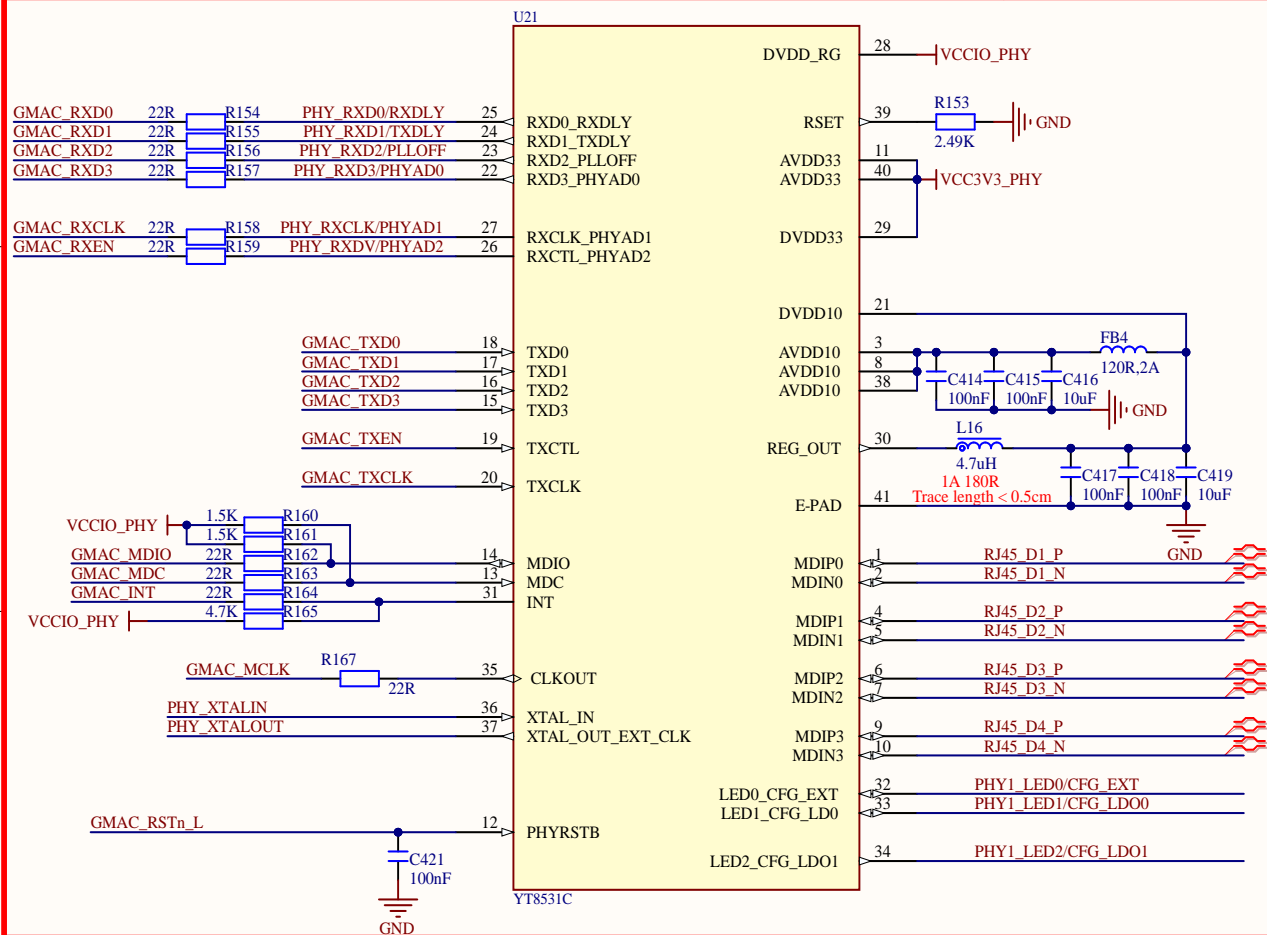 U21
DVDD_RG 28 VCCIO_PHY
GMAC_RXD0 22R R154 PHY_RXD0/RXDLY 25 RXD0_RXDLY
GMAC_RXD1 22R R155 PHY_RXD1/TXDLY 24 RXD1_TXDLY
GMAC_RXD2 22R R156 PHY_RXD2/PLLOFF 23 RXD2_PLLOFF
GMAC_RXD3 22R R157 PHY_RXD3/PHYAD0 22 RXD3_PHYAD0
RSET 39 R153 2.49K GND
AVDD33 11
AVDD33 40 VCC3V3_PHY
GMAC_RXCLK 22R R158 PHY_RXCLK/PHYAD1 27 RXCLK_PHYAD1
GMAC_RXEN 22R R159 PHY_RXDV/PHYAD2 26 RXCTL_PHYAD2
DVDD33 29
DVDD10 21
GMAC_TXD0 18 TXD0
GMAC_TXD1 17 TXD1
GMAC_TXD2 16 TXD2
GMAC_TXD3 15 TXD3
AVDD10 3
AVDD10 8
AVDD10 38
FB4
120R,2A
C414 C415 C416
100nF 100nF 10uF
GND
GMAC_TXEN 19 TXCTL
REG_OUT 30
L16
4.7uH
1A 180R
Trace length < 0.5cm
C417 C418 C419
100nF 100nF 10uF
GMAC_TXCLK 20 TXCLK
E-PAD 41
GND
VCCIO_PHY 1.5K R160
1.5K R161
GMAC_MDIO 22R R162 14 MDIO
GMAC_MDC 22R R163 13 MDC
GMAC_INT 22R R164 31 INT
VCCIO_PHY 4.7K R165
MDIP0 1 RJ45_D1_P
MDIN0 2 RJ45_D1_N
MDIP1 4 RJ45_D2_P
MDIN1 5 RJ45_D2_N
GMAC_MCLK R167 22R 35 CLKOUT
MDIP2 6 RJ45_D3_P
MDIN2 7 RJ45_D3_N
PHY_XTALIN 36 XTAL_IN
PHY_XTALOUT 37 XTAL_OUT_EXT_CLK
MDIP3 9 RJ45_D4_P
MDIN3 10 RJ45_D4_N
LED0_CFG_EXT 32 PHY1_LED0/CFG_EXT
LED1_CFG_LD0 33 PHY1_LED1/CFG_LDO0
GMAC_RSTn_L 12 PHYRSTB
C421
100nF
GND
LED2_CFG_LDO1 34 PHY1_LED2/CFG_LDO1
YT8531C